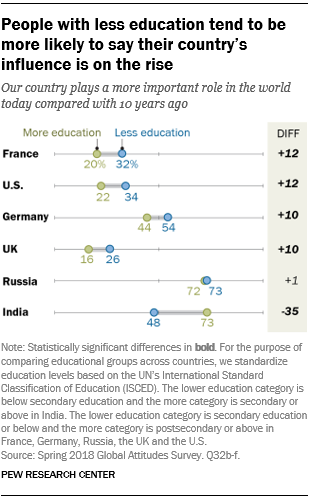 People with less education tend to be
more likely to say their country's
influence is on the rise
Our country plays a more important role in the world
today compared with 10 years ago
More education Less education DIFF
France 20% 32% +12
U.S. 22 34 +12
Germany 44 54 +10
UK 16 26 +10
Russia 72 73 +1
India 48 73 -35
Note: Statistically significant differences in bold. For the purpose of
comparing educational groups across countries, we standardize
education levels based on the UN's International Standard
Classification of Education (ISCED). The lower education category is
below secondary education and the more category is secondary or
above in India. The lower education category is secondary education
or below and the more category is postsecondary or above in
France, Germany, Russia, the UK and the U.S.
Source: Spring 2018 Global Attitudes Survey. Q32b-f.
PEW RESEARCH CENTER